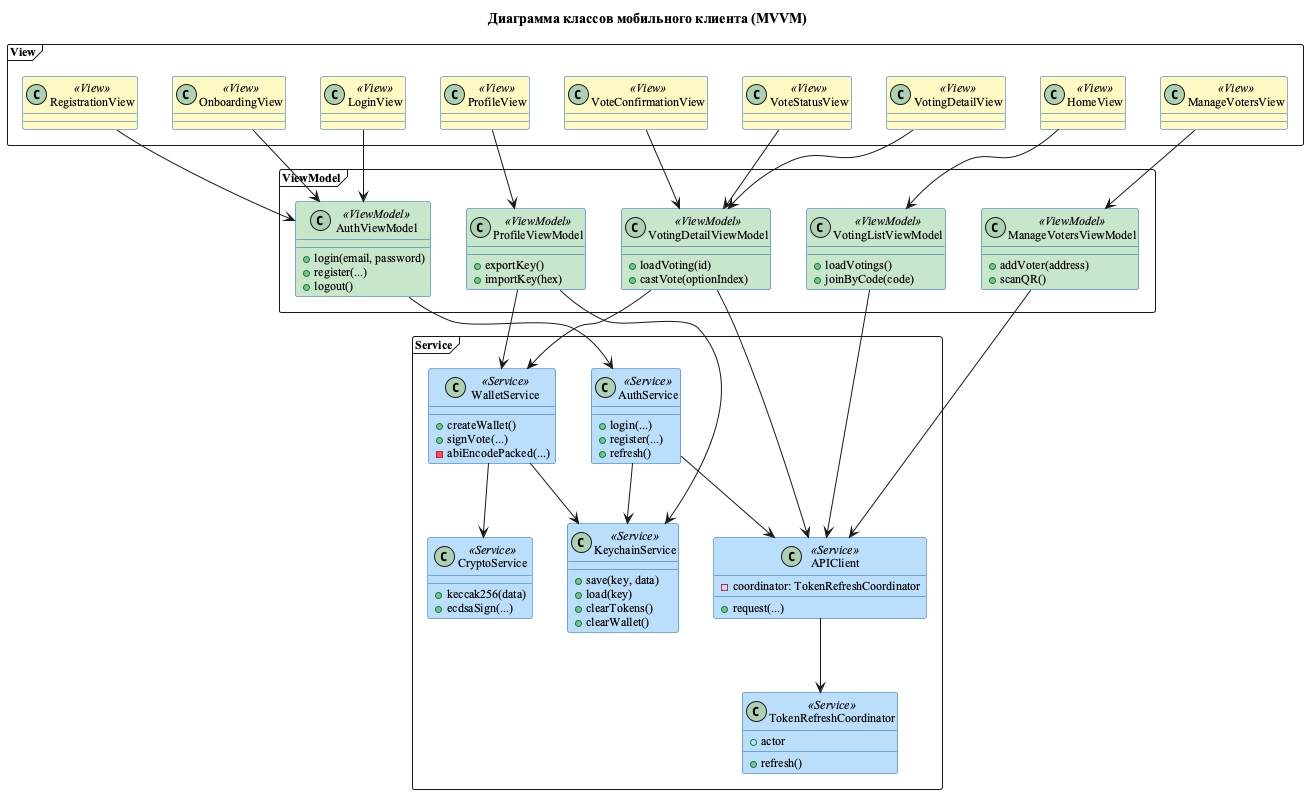 Диаграмма классов мобильного клиента (MVVM)
View
C «View»
RegistrationView
C «View»
OnboardingView
C «View»
LoginView
C «View»
ProfileView
C «View»
VoteConfirmationView
C «View»
VoteStatusView
C «View»
VotingDetailView
C «View»
HomeView
C «View»
ManageVotersView
ViewModel
C «ViewModel»
AuthViewModel
login(email, password)
register(...)
logout()
C «ViewModel»
ProfileViewModel
exportKey()
importKey(hex)
C «ViewModel»
VotingDetailViewModel
loadVoting(id)
castVote(optionIndex)
C «ViewModel»
VotingListViewModel
loadVotings()
joinByCode(code)
C «ViewModel»
ManageVotersViewModel
addVoter(address)
scanQR()
Service
C «Service»
WalletService
createWallet()
signVote(...)
abiEncodePacked(...)
C «Service»
AuthService
login(...)
register(...)
refresh()
C «Service»
CryptoService
keccak256(data)
ecdsaSign(...)
C «Service»
KeychainService
save(key, data)
load(key)
clearTokens()
clearWallet()
C «Service»
APIClient
coordinator: TokenRefreshCoordinator
request(...)
C «Service»
TokenRefreshCoordinator
actor
refresh()